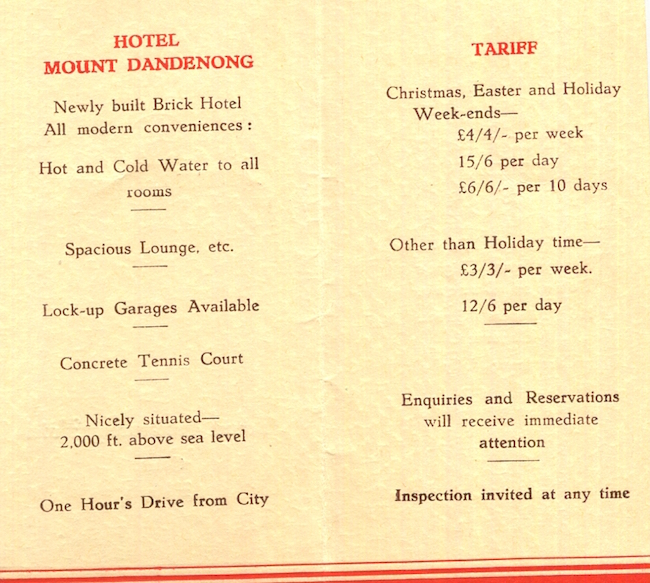 HOTEL
MOUNT DANDENONG
Newly built Brick Hotel
All modern conveniences :
Hot and Cold Water to all
rooms
Spacious Lounge, etc.
Lock-up Garages Available
Concrete Tennis Court
Nicely situated—
2,000 ft. above sea level
One Hour's Drive from City
TARIFF
Christmas, Easter and Holiday
Week-ends—
£4/4/- per week
15/6 per day
£6/6/- per 10 days
Other than Holiday time—
£3/3/- per week.
12/6 per day
Enquiries and Reservations
will receive immediate
attention
Inspection invited at any time